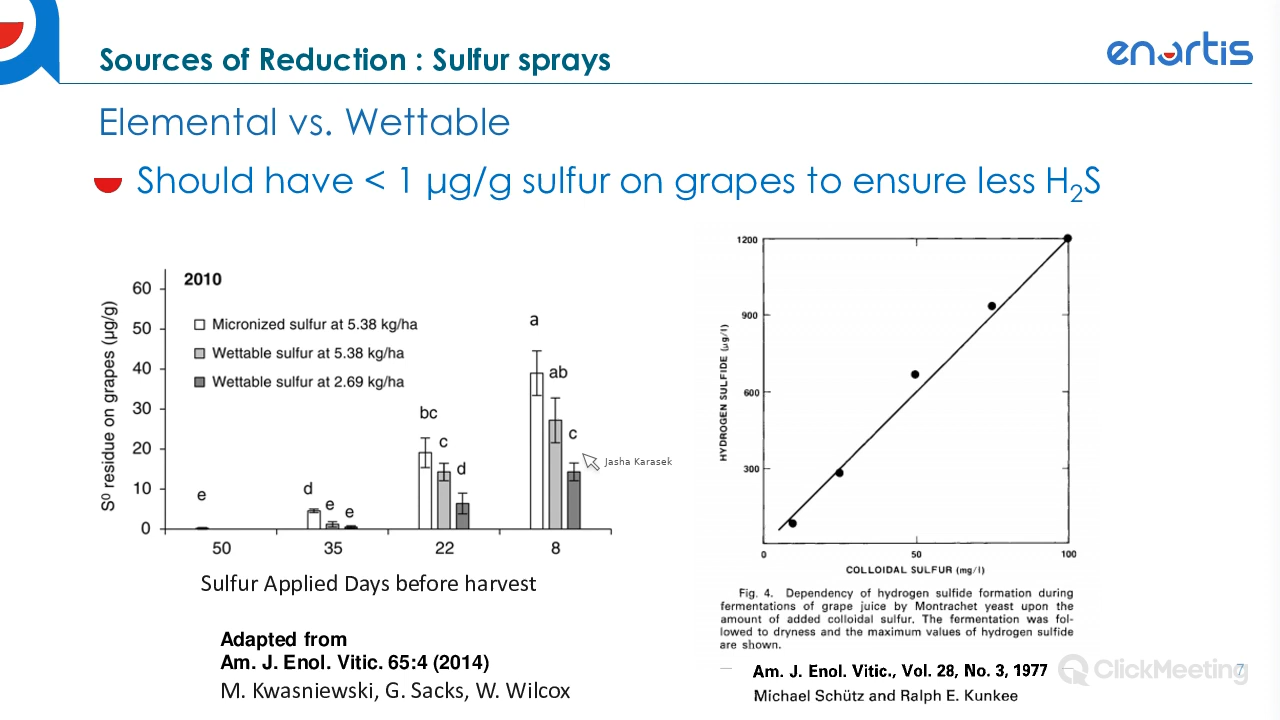 Sources of Reduction : Sulfur sprays
enartis
Elemental vs. Wettable
Should have < 1 µg/g sulfur on grapes to ensure less H₂S
2010
Micronized sulfur at 5.38 kg/ha
Wettable sulfur at 5.38 kg/ha
Wettable sulfur at 2.69 kg/ha
S⁰ residue on grapes (µg/g)
60
50
40
30
20
10
0
e
d
e
e
bc
c
d
a
ab
c
50
35
22
8
Sulfur Applied Days before harvest
Jasha Karasek
Adapted from
Am. J. Enol. Vitic. 65:4 (2014)
M. Kwasniewski, G. Sacks, W. Wilcox
HYDROGEN SULFIDE (µg/l)
1200
900
600
300
0
50
100
COLLOIDAL SULFUR (mg/l)
Fig. 4. Dependency of hydrogen sulfide formation during
fermentations of grape juice by Montrachet yeast upon the
amount of added colloidal sulfur. The fermentation was fol-
lowed to dryness and the maximum values of hydrogen sulfide
are shown.
Am. J. Enol. Vitic., Vol. 28, No. 3, 1977
Michael Schütz and Ralph E. Kunkee
ClickMeeting
7